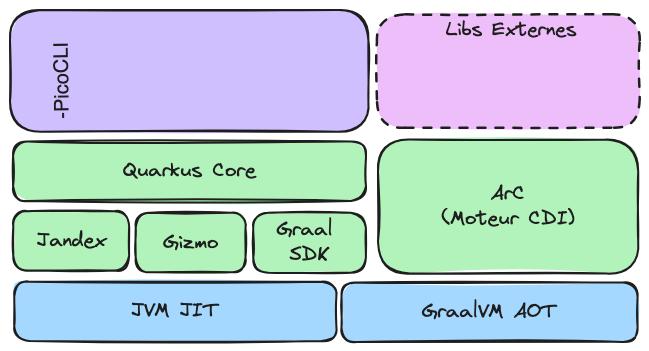 -PicoCLI
Libs Externes
Quarkus Core
ArC
(Moteur CDI)
Jandex
Gizmo
Graal
SDK
JVM JIT
GraalVM AOT